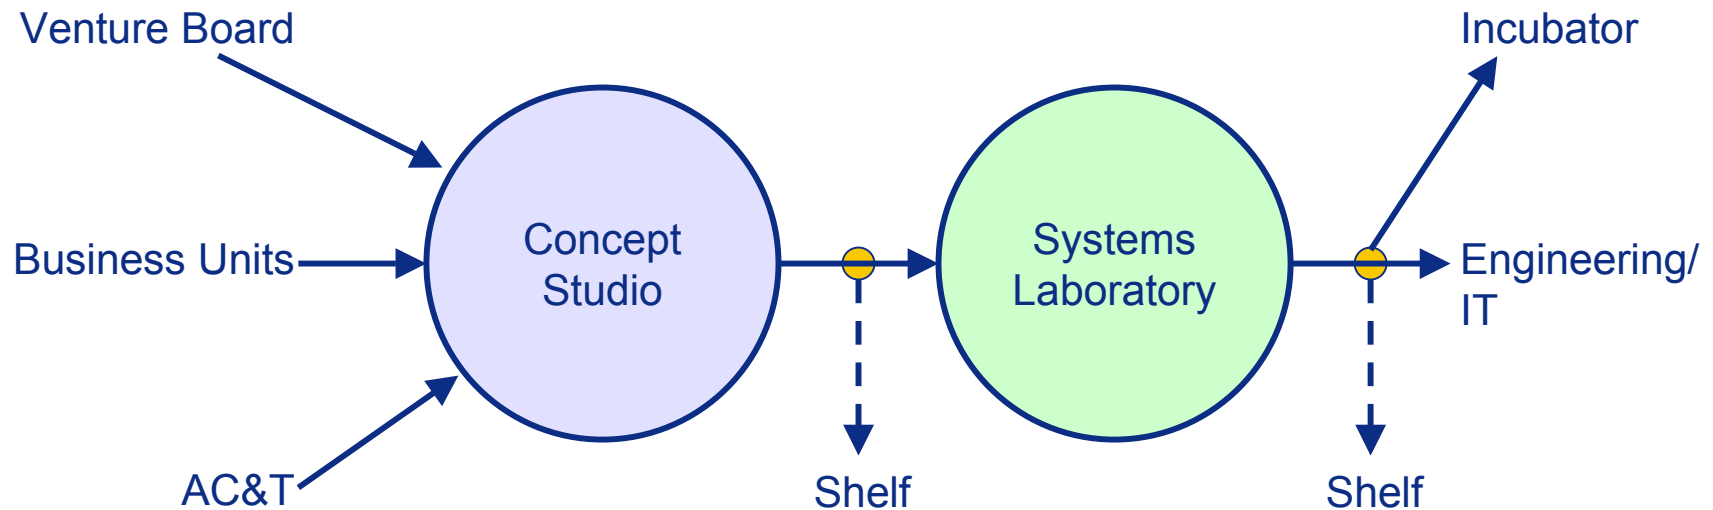 Venture Board
Incubator
Business Units
Concept
Studio
Systems
Laboratory
Engineering/
IT
AC&T
Shelf
Shelf